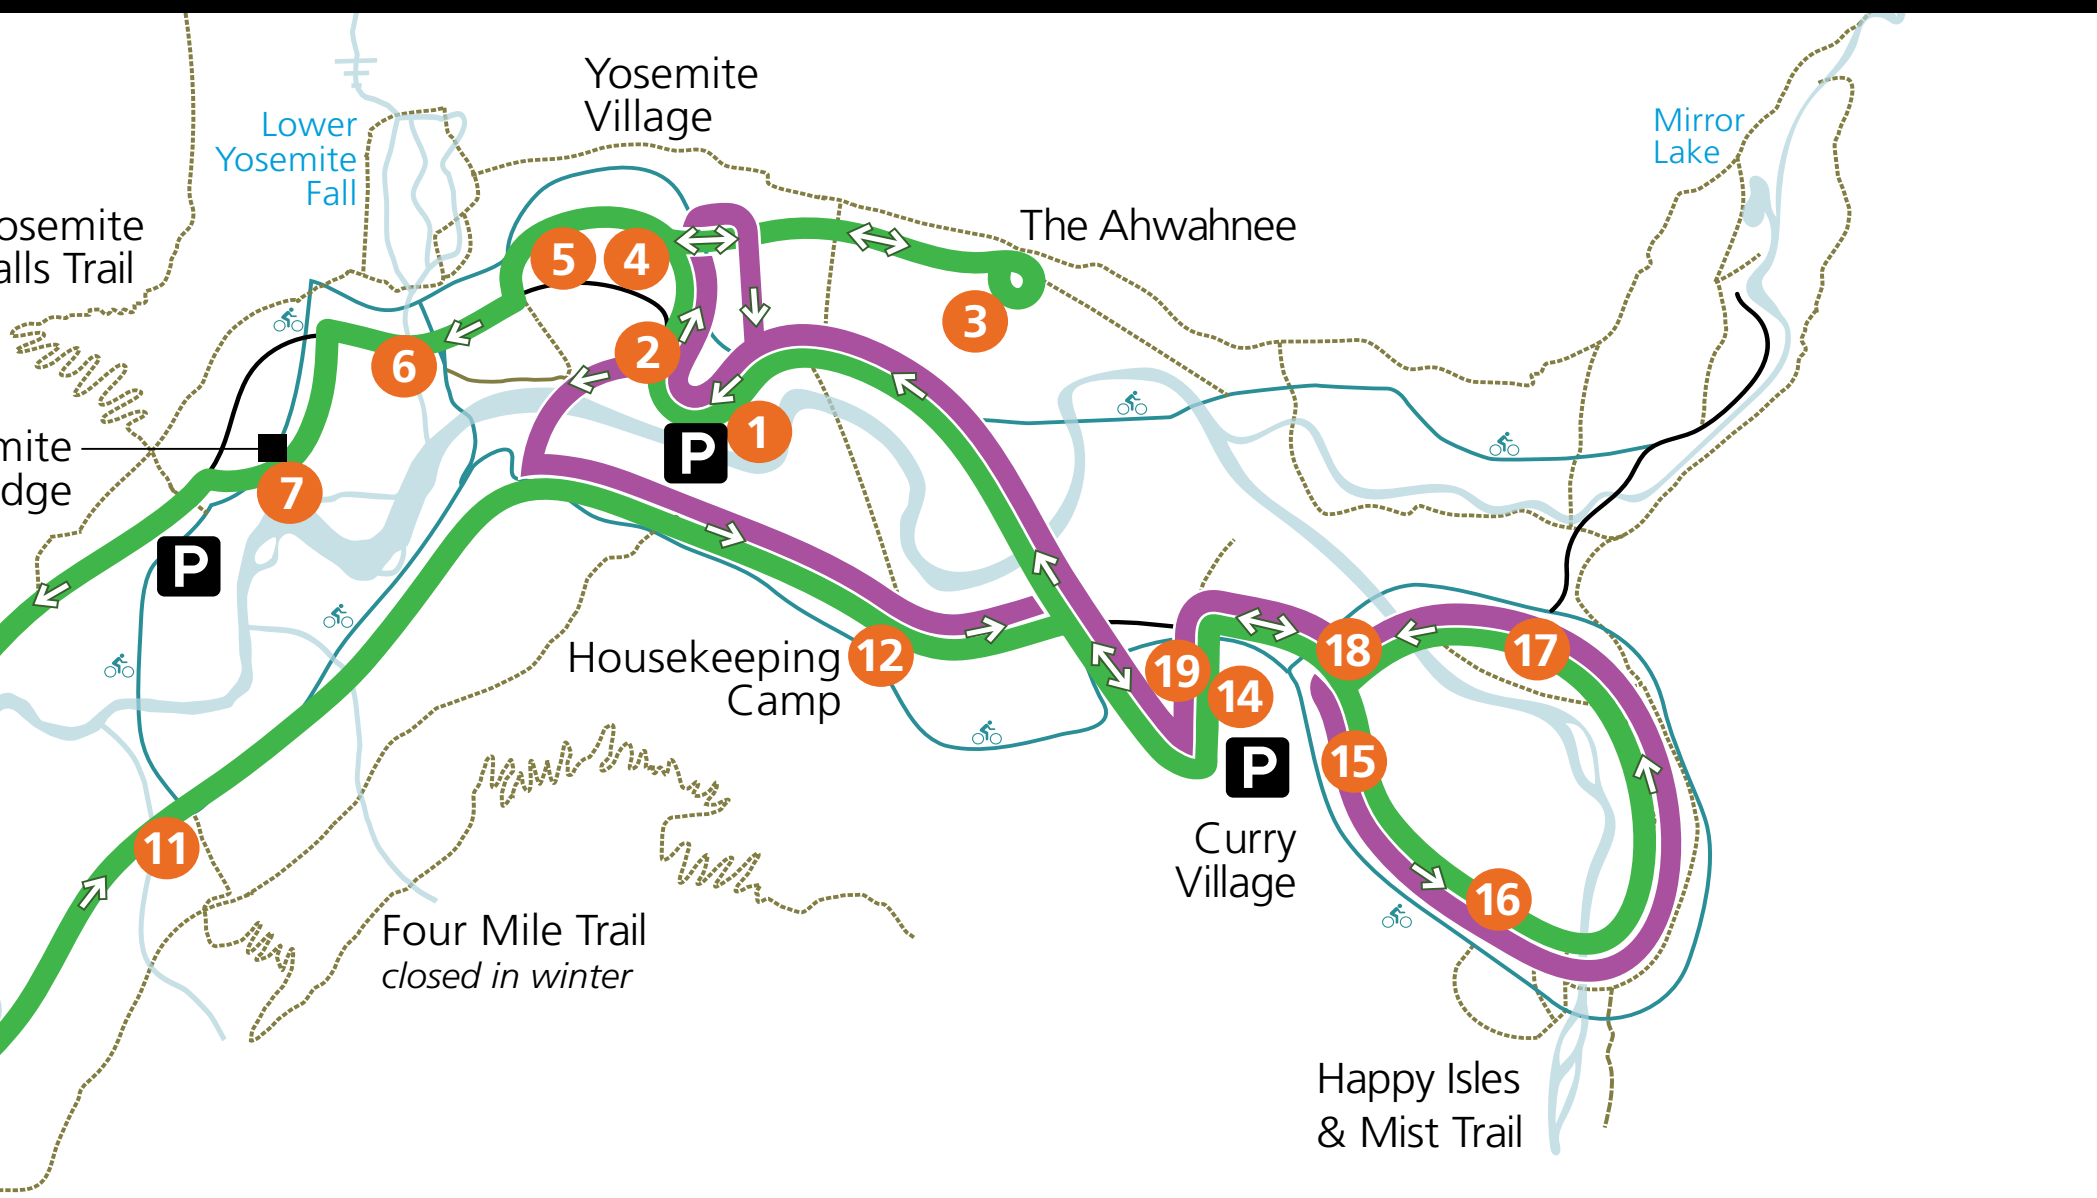 Yosemite
Village
Lower
Yosemite
Fall
Mirror
Lake
osemite
alls Trail
The Ahwahnee
5
4
3
2
6
1
P
mite
dge
7
P
Housekeeping
Camp
12
19
14
18
17
15
P
16
11
Curry
Village
Four Mile Trail
closed in winter
Happy Isles
& Mist Trail